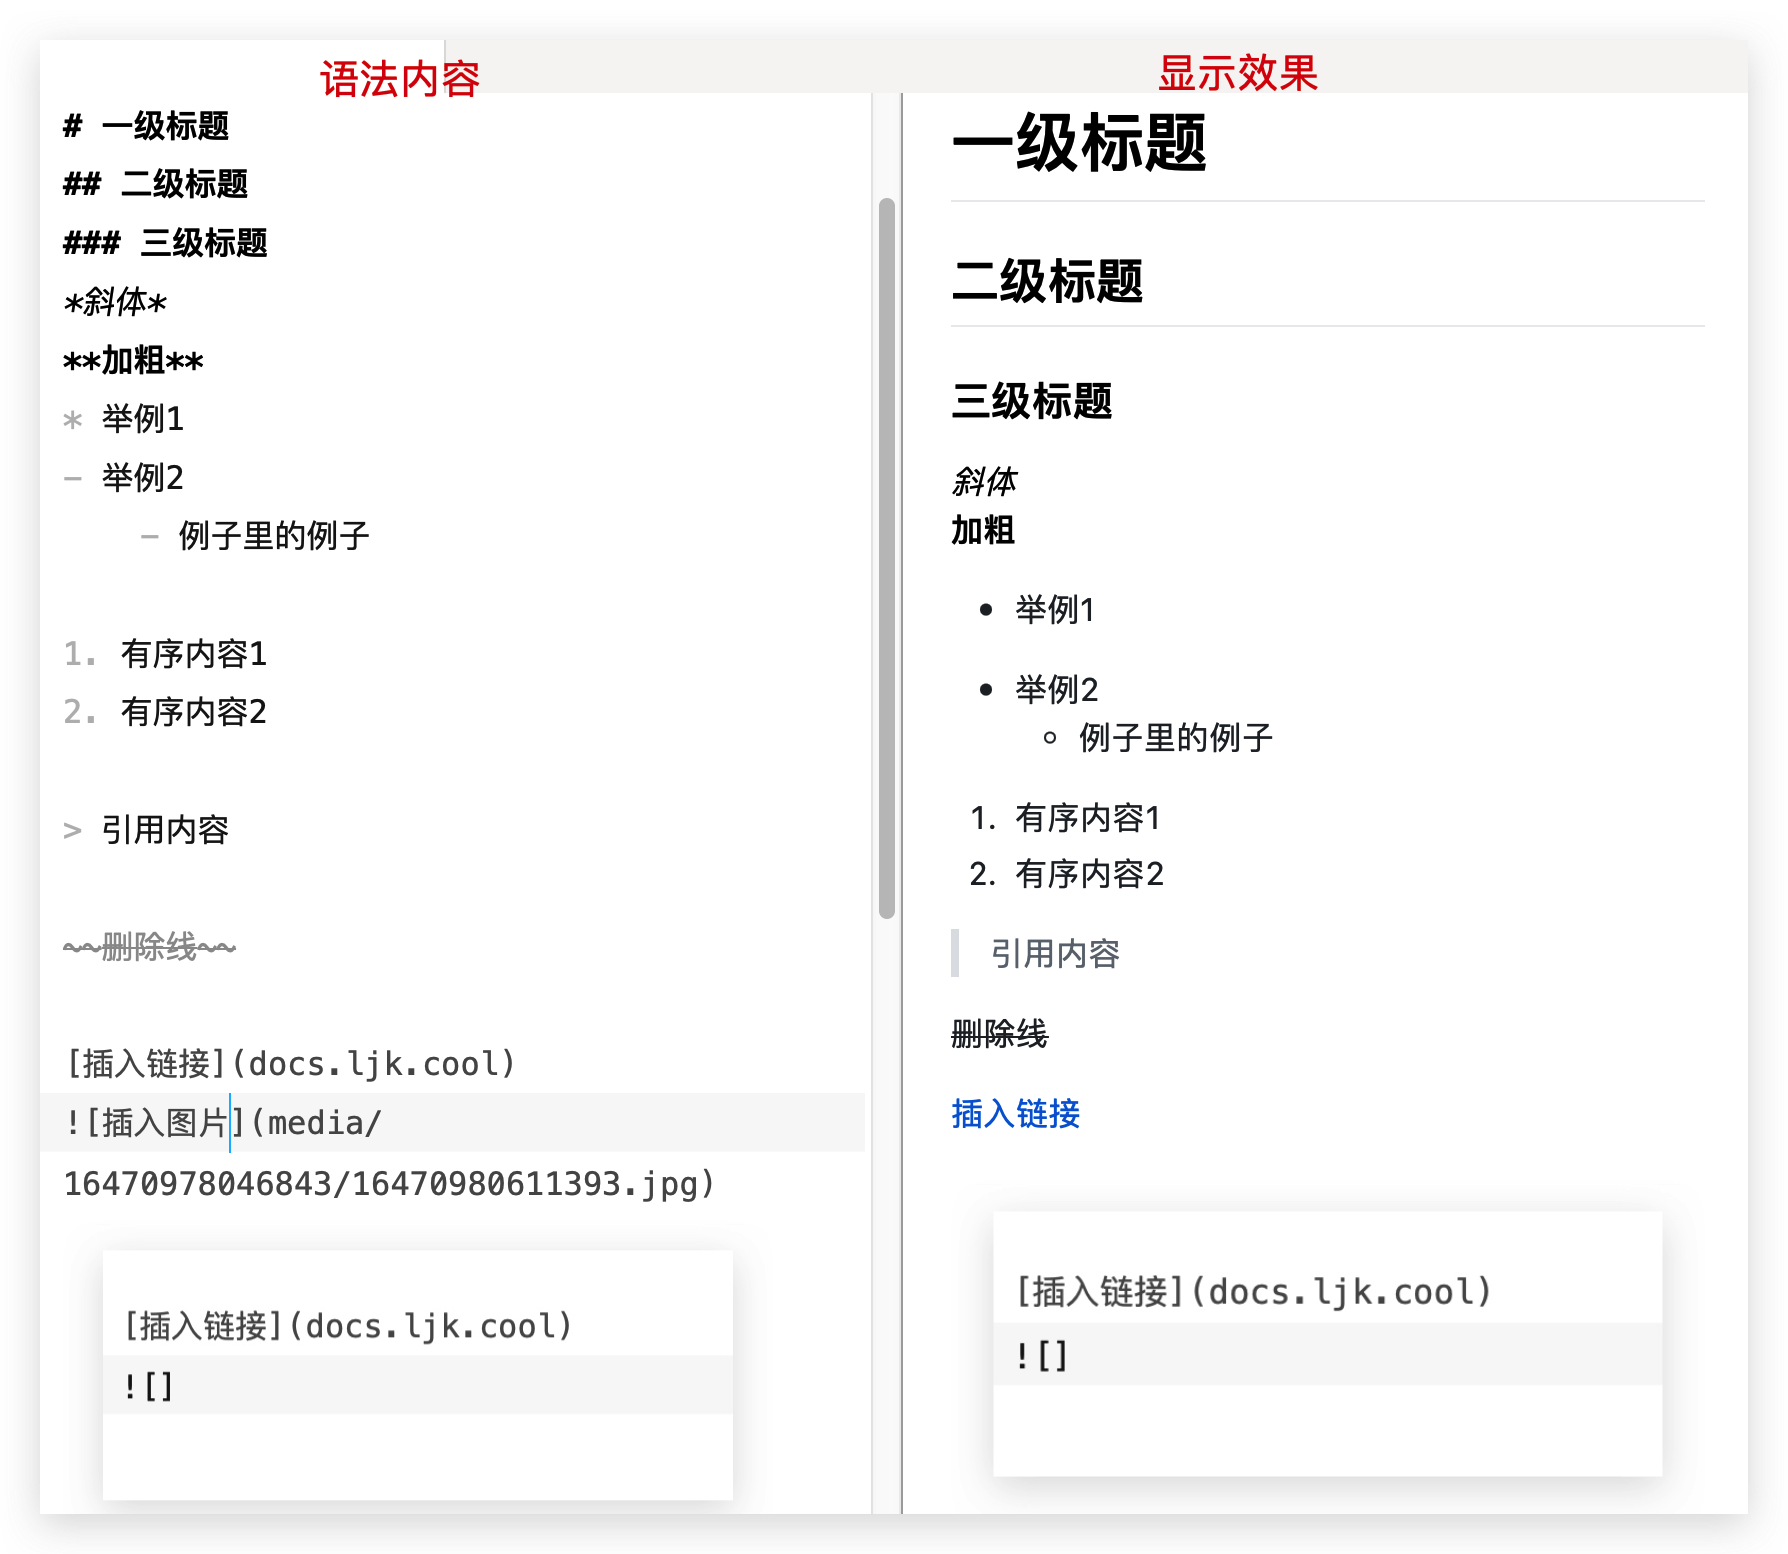 语法内容
# 一级标题
## 二级标题
### 三级标题
*斜体*
**加粗**
* 举例1
- 举例2
- 例子里的例子
1. 有序内容1
2. 有序内容2
> 引用内容
~~删除线~~
[插入链接](docs.ljk.cool)
![插入图片](media/
16470978046843/16470980611393.jpg)
[插入链接](docs.ljk.cool)
![]
显示效果
一级标题
二级标题
三级标题
斜体
加粗
• 举例1
• 举例2
◦ 例子里的例子
1. 有序内容1
2. 有序内容2
引用内容
删除线
插入链接
[插入链接](docs.ljk.cool)
![]